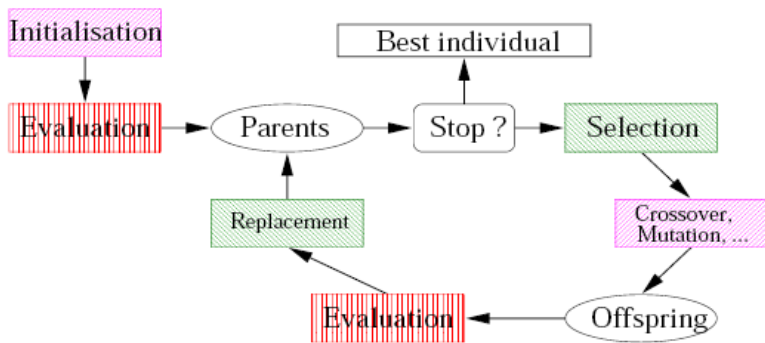 Initialisation
Best individual
Evaluation
Parents
Stop ?
Selection
Replacement
Crossover,
Mutation, ...
Evaluation
Offspring